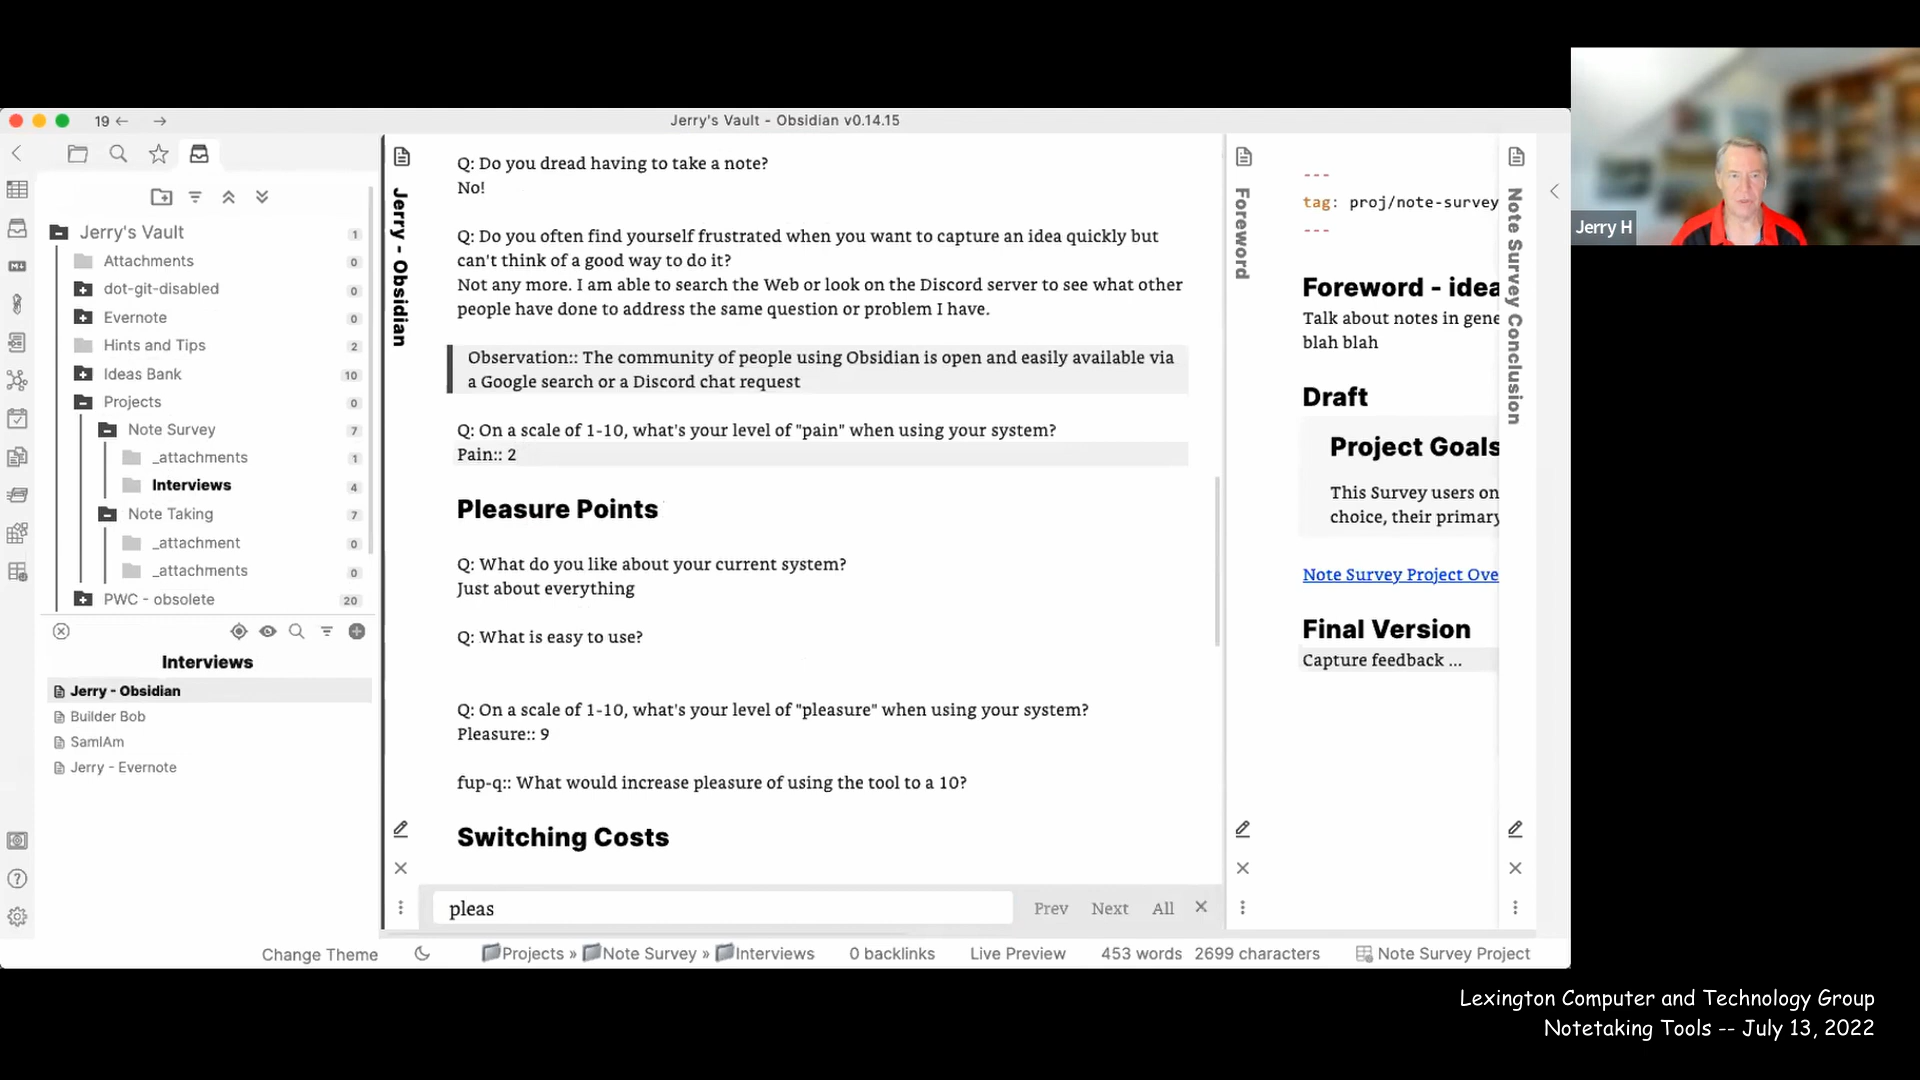 Jerry's Vault - Obsidian v0.14.15
19
Jerry H
Jerry's Vault 1
Attachments 0
dot-git-disabled 0
Evernote 0
Hints and Tips 2
Ideas Bank 10
Projects 0
Note Survey 7
_attachments 1
Interviews 4
Note Taking 7
_attachment 0
_attachments 0
PWC - obsolete 20
Interviews
Jerry - Obsidian
Builder Bob
SamIAm
Jerry - Evernote
Jerry - Obsidian
Q: Do you dread having to take a note?
No!
Q: Do you often find yourself frustrated when you want to capture an idea quickly but
can't think of a good way to do it?
Not any more. I am able to search the Web or look on the Discord server to see what other
people have done to address the same question or problem I have.
Observation:: The community of people using Obsidian is open and easily available via
a Google search or a Discord chat request
Q: On a scale of 1-10, what's your level of "pain" when using your system?
Pain:: 2
Pleasure Points
Q: What do you like about your current system?
Just about everything
Q: What is easy to use?
Q: On a scale of 1-10, what's your level of "pleasure" when using your system?
Pleasure:: 9
fup-q:: What would increase pleasure of using the tool to a 10?
Switching Costs
pleas
Prev Next All
Foreword
---
tag: proj/note-survey
---
Foreword - idea
Talk about notes in gene
blah blah
Draft
Project Goals
This Survey users on
choice, their primary
Note Survey Project Ove
Final Version
Capture feedback ...
Note Survey Conclusion
Change Theme
Projects » Note Survey » Interviews
0 backlinks
Live Preview
453 words 2699 characters
Note Survey Project
Lexington Computer and Technology Group
Notetaking Tools -- July 13, 2022